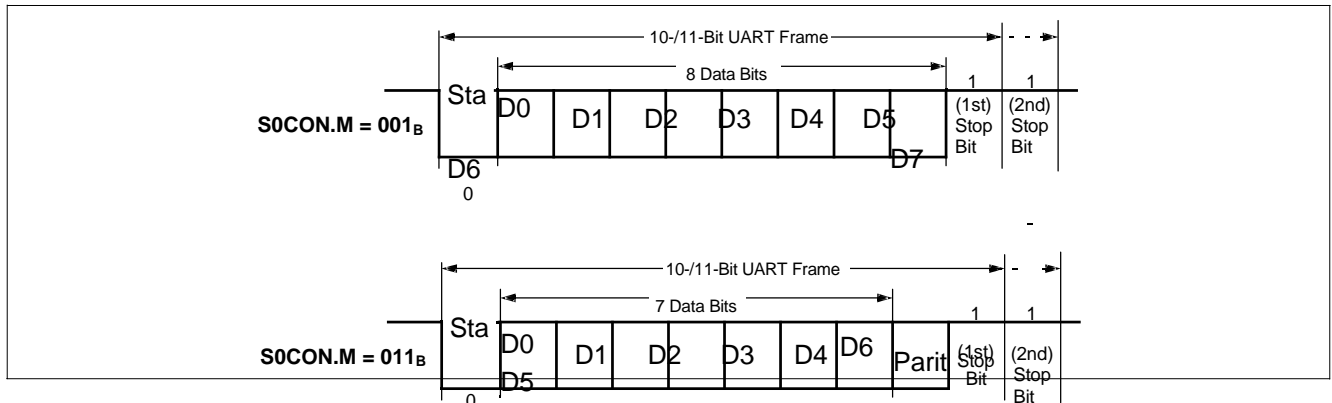 10-/11-Bit UART Frame
8 Data Bits
1 1
S0CON.M = 001B
Sta D0 D1 D2 D3 D4 D5
D6 D7
0
(1st) Stop Bit
(2nd) Stop Bit
10-/11-Bit UART Frame
7 Data Bits
1 1
S0CON.M = 011B
Sta D0 D1 D2 D3 D4 D6 Parit
D5
0
(1st) Stop Bit
(2nd) Stop Bit